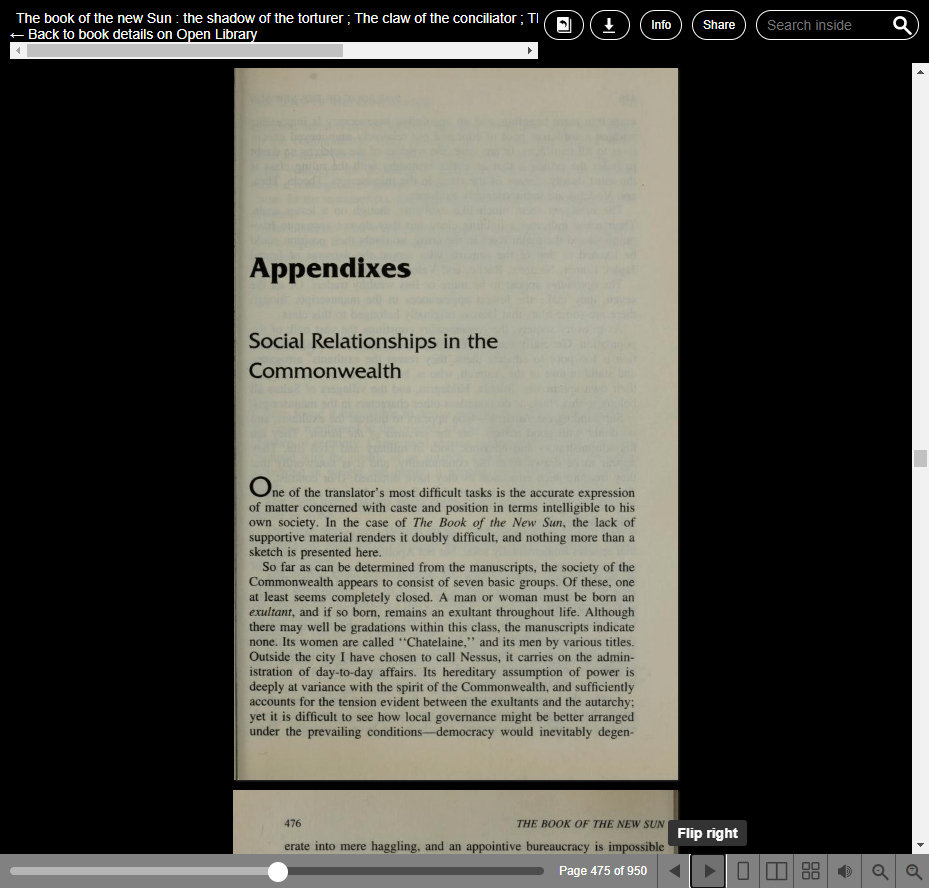 The book of the new Sun : the shadow of the torturer ; The claw of the conciliator ; Tl
← Back to book details on Open Library
Info
Share
Search inside
Appendixes
Social Relationships in the
Commonwealth
One of the translator's most difficult tasks is the accurate expression
of matter concerned with caste and position in terms intelligible to his
own society. In the case of The Book of the New Sun, the lack of
supportive material renders it doubly difficult, and nothing more than a
sketch is presented here.
So far as can be determined from the manuscripts, the society of the
Commonwealth appears to consist of seven basic groups. Of these, one
at least seems completely closed. A man or woman must be born an
exultant, and if so born, remains an exultant throughout life. Although
there may well be gradations within this class, the manuscripts indicate
none. Its women are called ‘‘Chatelaine,’’ and its men by various titles.
Outside the city I have chosen to call Nessus, it carries on the admin-
istration of day-to-day affairs. Its hereditary assumption of power is
deeply at variance with the spirit of the Commonwealth, and sufficiently
accounts for the tension evident between the exultants and the autarchy;
yet it is difficult to see how local governance might be better arranged
under the prevailing conditions—democracy would inevitably degen-
476 THE BOOK OF THE NEW SUN
erate into mere haggling, and an appointive bureaucracy is impossible
Flip right
Page 475 of 950